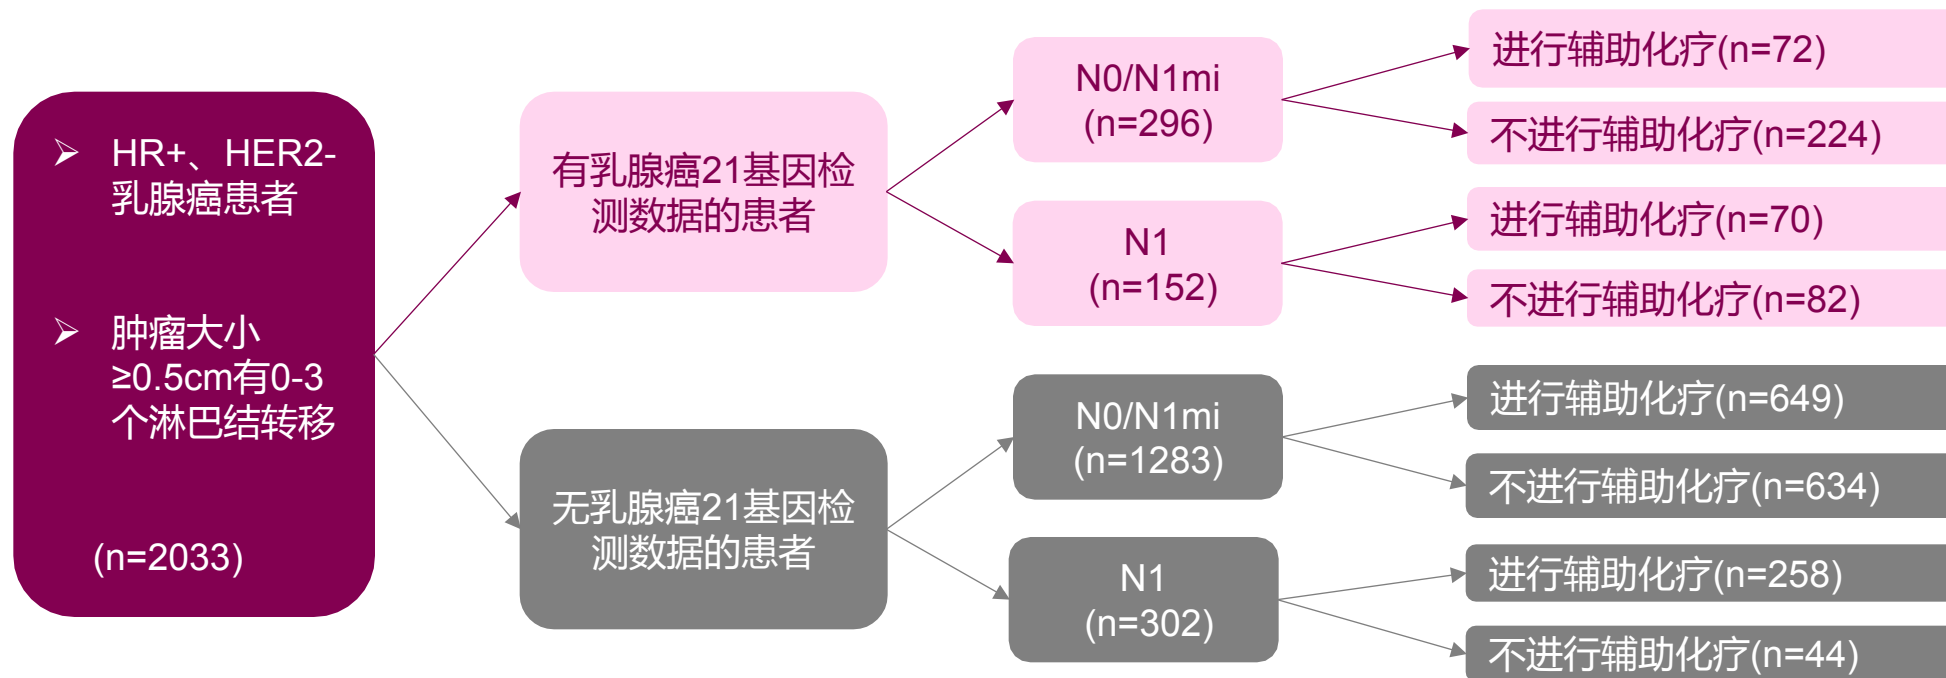 ➢ HR+、HER2-
乳腺癌患者
➢ 肿瘤大小
≥0.5cm有0-3
个淋巴结转移
(n=2033)
有乳腺癌21基因检
测数据的患者
N0/N1mi
(n=296)
进行辅助化疗(n=72)
不进行辅助化疗(n=224)
N1
(n=152)
进行辅助化疗(n=70)
不进行辅助化疗(n=82)
无乳腺癌21基因检
测数据的患者
N0/N1mi
(n=1283)
进行辅助化疗(n=649)
不进行辅助化疗(n=634)
N1
(n=302)
进行辅助化疗(n=258)
不进行辅助化疗(n=44)